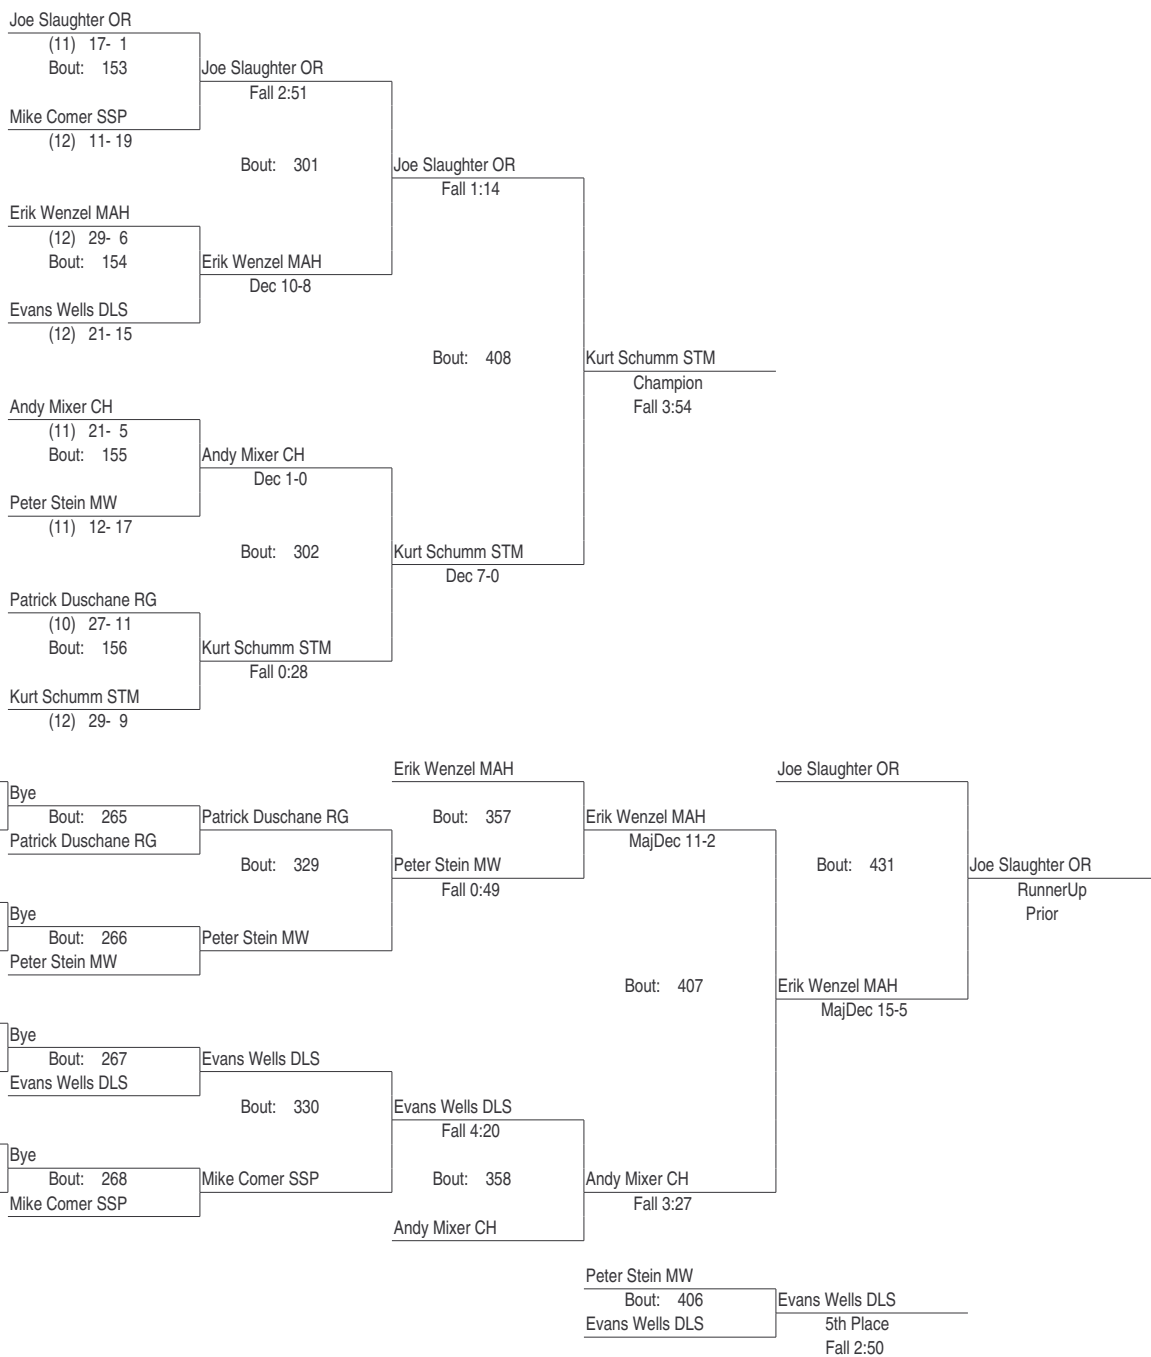 Joe Slaughter OR
(11) 17- 1
Bout: 153
Joe Slaughter OR
Fall 2:51
Mike Comer SSP
(12) 11- 19
Bout: 301
Joe Slaughter OR
Fall 1:14
Erik Wenzel MAH
(12) 29- 6
Bout: 154
Erik Wenzel MAH
Dec 10-8
Evans Wells DLS
(12) 21- 15
Bout: 408
Kurt Schumm STM
Champion
Fall 3:54
Andy Mixer CH
(11) 21- 5
Bout: 155
Andy Mixer CH
Dec 1-0
Peter Stein MW
(11) 12- 17
Bout: 302
Kurt Schumm STM
Dec 7-0
Patrick Duschane RG
(10) 27- 11
Bout: 156
Kurt Schumm STM
Fall 0:28
Kurt Schumm STM
(12) 29- 9
Erik Wenzel MAH
Joe Slaughter OR
Bye
Bout: 265
Patrick Duschane RG
Bout: 357
Erik Wenzel MAH
Patrick Duschane RG
MajDec 11-2
Bout: 329
Peter Stein MW
Bout: 431
Joe Slaughter OR
Fall 0:49
RunnerUp
Bye
Prior
Bout: 266
Peter Stein MW
Peter Stein MW
Bout: 407
Erik Wenzel MAH
MajDec 15-5
Bye
Bout: 267
Evans Wells DLS
Evans Wells DLS
Bout: 330
Evans Wells DLS
Fall 4:20
Bye
Bout: 268
Mike Comer SSP
Bout: 358
Andy Mixer CH
Mike Comer SSP
Fall 3:27
Andy Mixer CH
Peter Stein MW
Bout: 406
Evans Wells DLS
Evans Wells DLS
5th Place
Fall 2:50